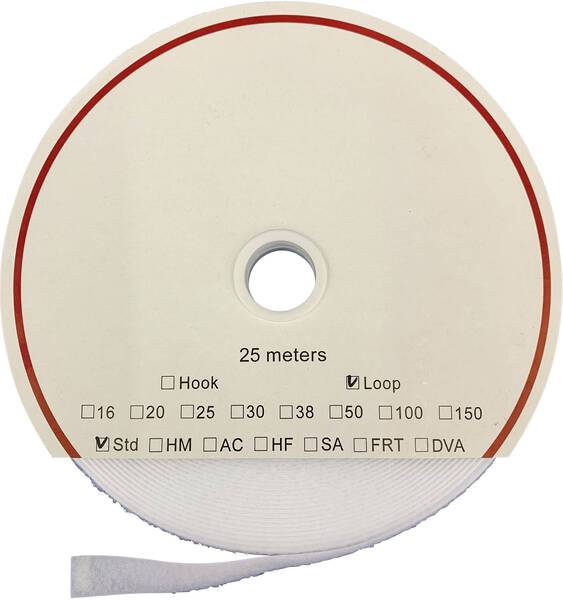 25 meters
☐Hook ☑Loop
☐16 ☐20 ☐25 ☐30 ☐38 ☐50 ☐100 ☐150
☑Std ☐HM ☐AC ☐HF ☐SA ☐FRT ☐DVA